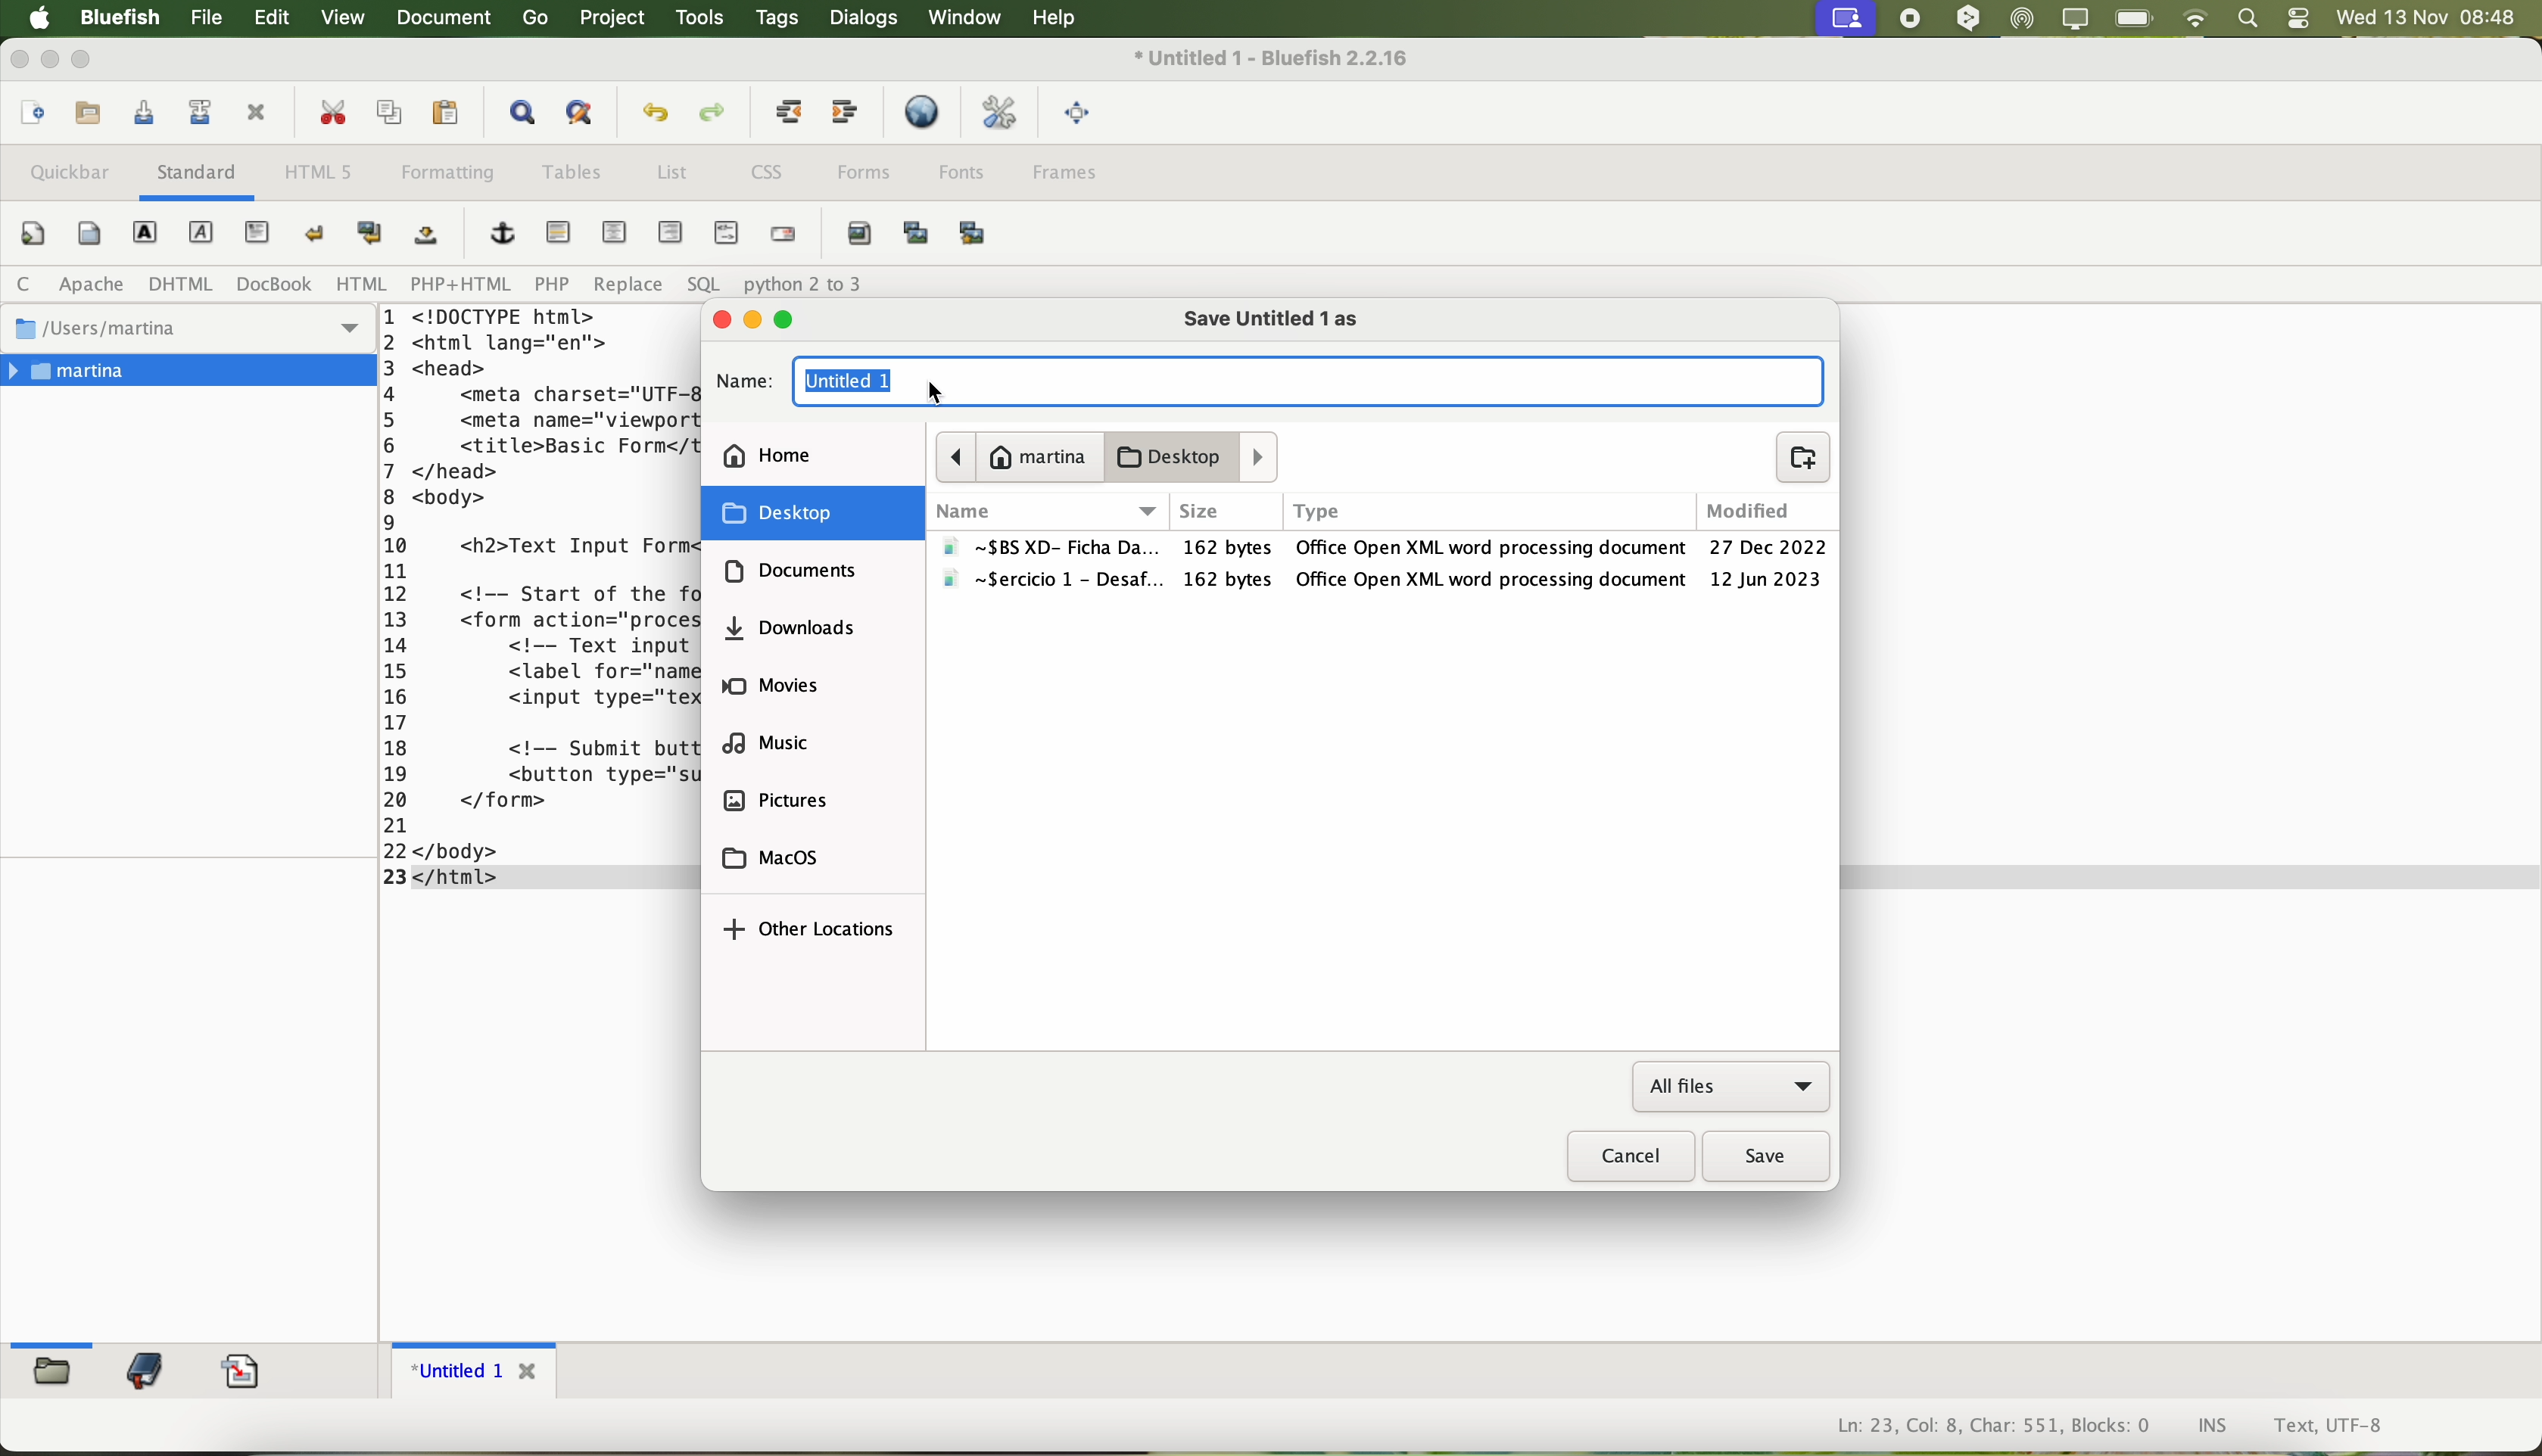 Bluefish File Edit View Document Go Project Tools Tags Dialogs Window Help Wed 13 Nov 08:48
* Untitled 1 - Bluefish 2.2.16
Quickbar Standard HTML 5 Formatting Tables List CSS Forms Fonts Frames
C Apache DHTML DocBook HTML PHP+HTML PHP Replace SQL python 2 to 3
/Users/martina
martina
1 <!DOCTYPE html>
2 <html lang="en">
3 <head>
4 <meta charset="UTF-8
5 <meta name="viewport
6 <title>Basic Form</t
7 </head>
8 <body>
9
10 <h2>Text Input Form<
11
12 <!-- Start of the fo
13 <form action="proces
14 <!-- Text input
15 <label for="name
16 <input type="tex
17
18 <!-- Submit butt
19 <button type="su
20 </form>
21
22 </body>
23 </html>
Save Untitled 1 as
Name: Untitled 1
Home
Desktop
Documents
Downloads
Movies
Music
Pictures
MacOS
Other Locations
martina Desktop
Name Size Type Modified
~$BS XD- Ficha Da... 162 bytes Office Open XML word processing document 27 Dec 2022
~$ercicio 1 - Desaf... 162 bytes Office Open XML word processing document 12 Jun 2023
All files
Cancel Save
*Untitled 1
Ln: 23, Col: 8, Char: 551, Blocks: 0 INS Text, UTF-8